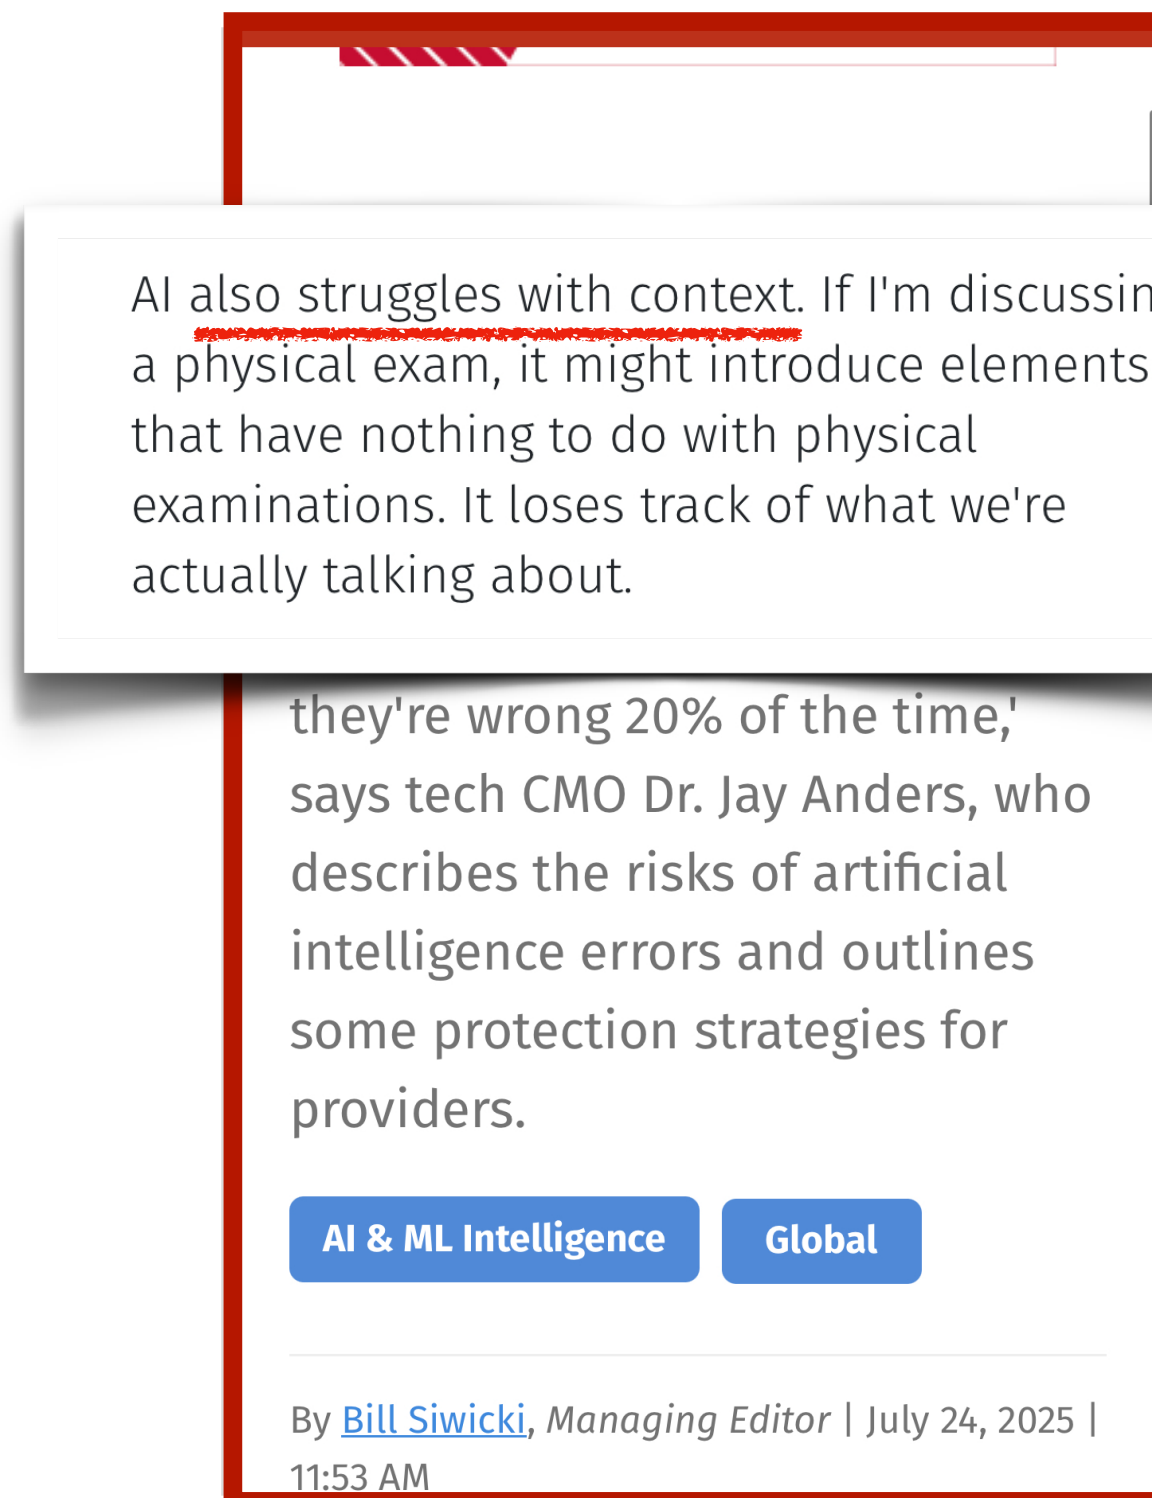 AI also struggles with context. If I'm discussin
a physical exam, it might introduce elements
that have nothing to do with physical
examinations. It loses track of what we're
actually talking about.
they're wrong 20% of the time,'
says tech CMO Dr. Jay Anders, who
describes the risks of artificial
intelligence errors and outlines
some protection strategies for
providers.
AI & ML Intelligence
Global
By Bill Siwicki, Managing Editor | July 24, 2025 |
11:53 AM